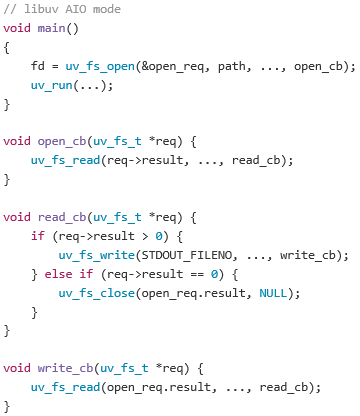 // libuv AIO mode
void main()
{
    fd = uv_fs_open(&open_req, path, ..., open_cb);
    uv_run(...);
}

void open_cb(uv_fs_t *req) {
    uv_fs_read(req->result, ..., read_cb);
}

void read_cb(uv_fs_t *req) {
    if (req->result > 0) {
        uv_fs_write(STDOUT_FILENO, ..., write_cb);
    } else if (req->result == 0) {
        uv_fs_close(open_req.result, NULL);
    }
}

void write_cb(uv_fs_t *req) {
    uv_fs_read(open_req.result, ..., read_cb);
}